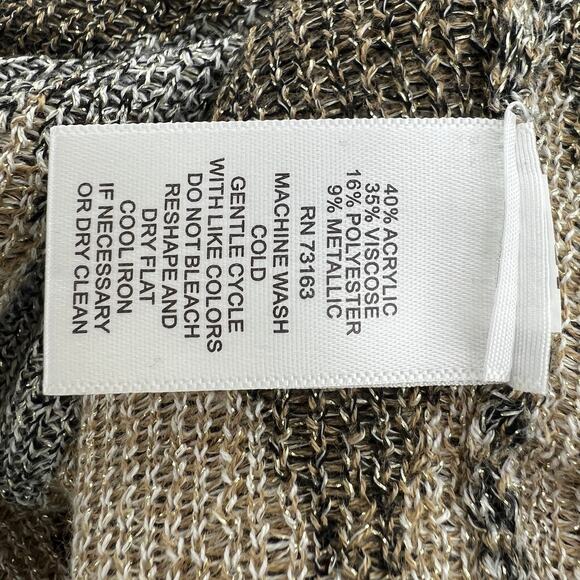 40% ACRYLIC
35% VISCOSE
16% POLYESTER
9% METALLIC
RN 73163
MACHINE WASH
COLD
GENTLE CYCLE
WITH LIKE COLORS
DO NOT BLEACH
RESHAPE AND
DRY FLAT
COOL IRON
IF NECESSARY
OR DRY CLEAN